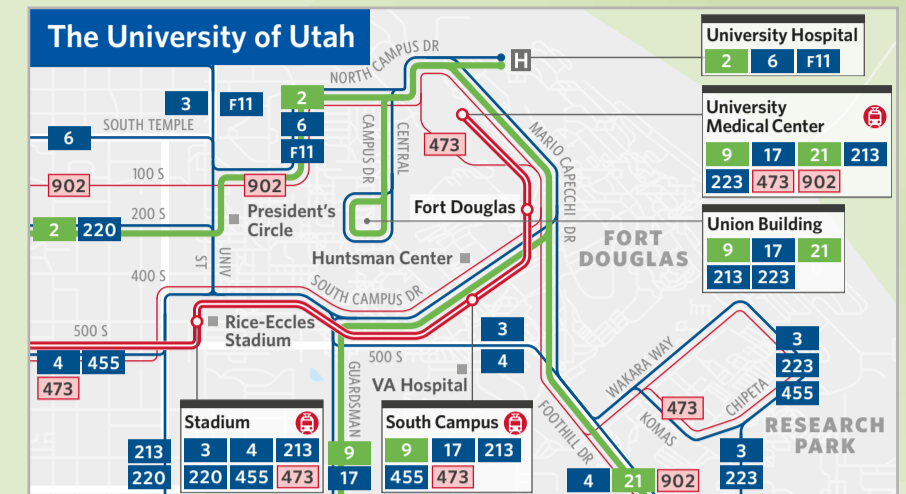 The University of Utah
NORTH CAMPUS DR
H
University Hospital
2 6 F11
3
F11
2
6
F11
SOUTH TEMPLE
6
CAMPUS DR
CENTRAL
473
MARIO CAPECCHI DR
University
Medical Center
9 17 21 213
223 473 902
100 S
902
902
200 S
2 220
President's
Circle
Fort Douglas
FORT
DOUGLAS
Union Building
9 17 21
213 223
UNIV
ST
Huntsman Center
400 S
SOUTH CAMPUS DR
Rice-Eccles
Stadium
500 S
4 455
473
3
4
500 S
VA Hospital
GUARDSMAN
WAKARA WAY
3
223
455
CHIPETA
KOMAS
473
RESEARCH
PARK
FOOTHILL DR
Stadium
3 4 213
220 455 473
South Campus
9 17 213
455 473
213
220
9
17
4 21 902
3
223